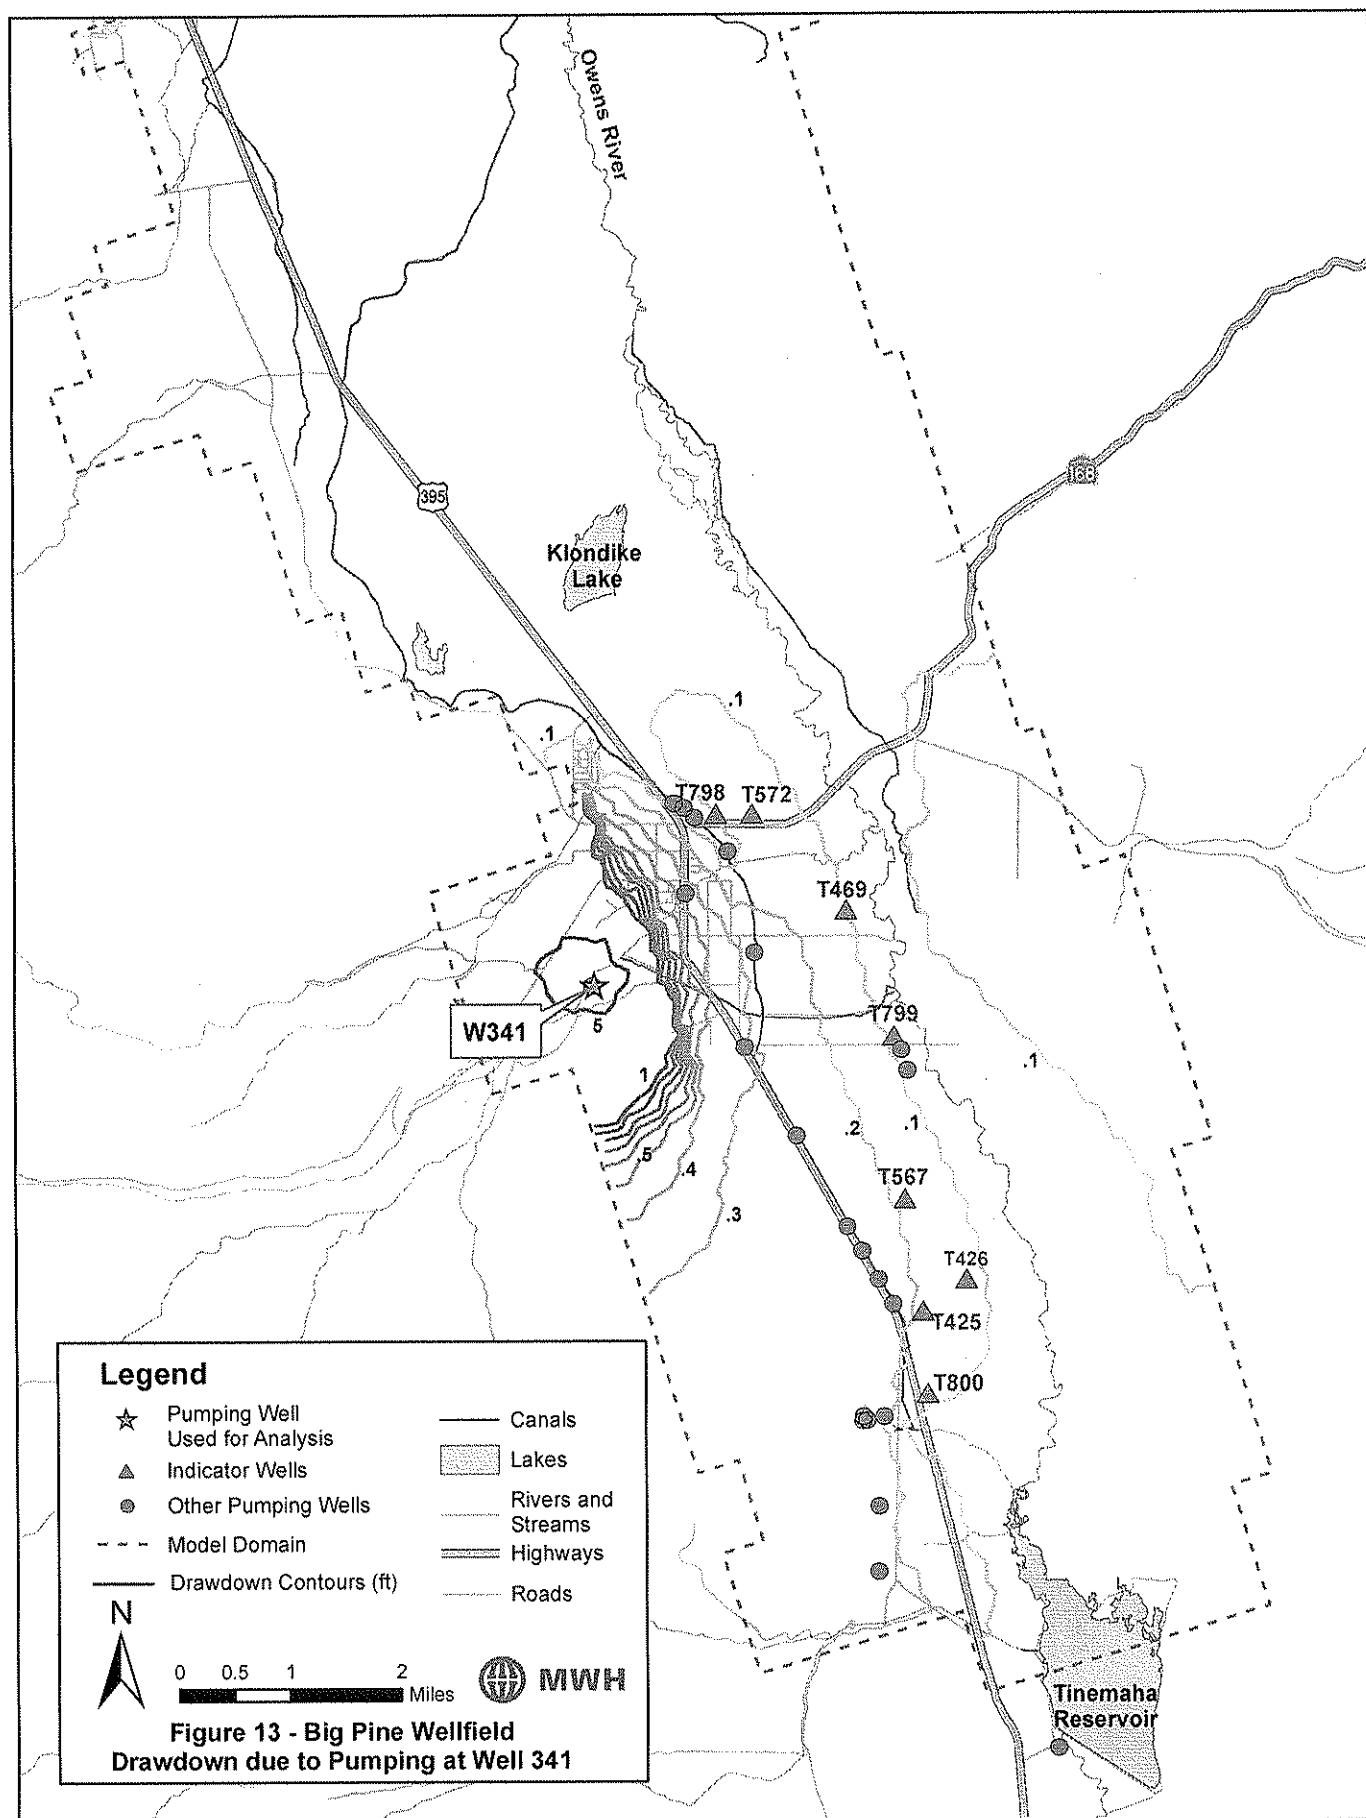 Owens River
395
168
Klondike
Lake
.1
.1
T798
T572
T469
T799
W341
5
1
.1
.2
.1
.5
.4
T567
.3
T426
T425
T800
Legend
Pumping Well
Used for Analysis
Indicator Wells
Other Pumping Wells
Model Domain
Drawdown Contours (ft)
Canals
Lakes
Rivers and
Streams
Highways
Roads
N
0 0.5 1 2
Miles
MWH
Figure 13 - Big Pine Wellfield
Drawdown due to Pumping at Well 341
Tinemaha
Reservoir